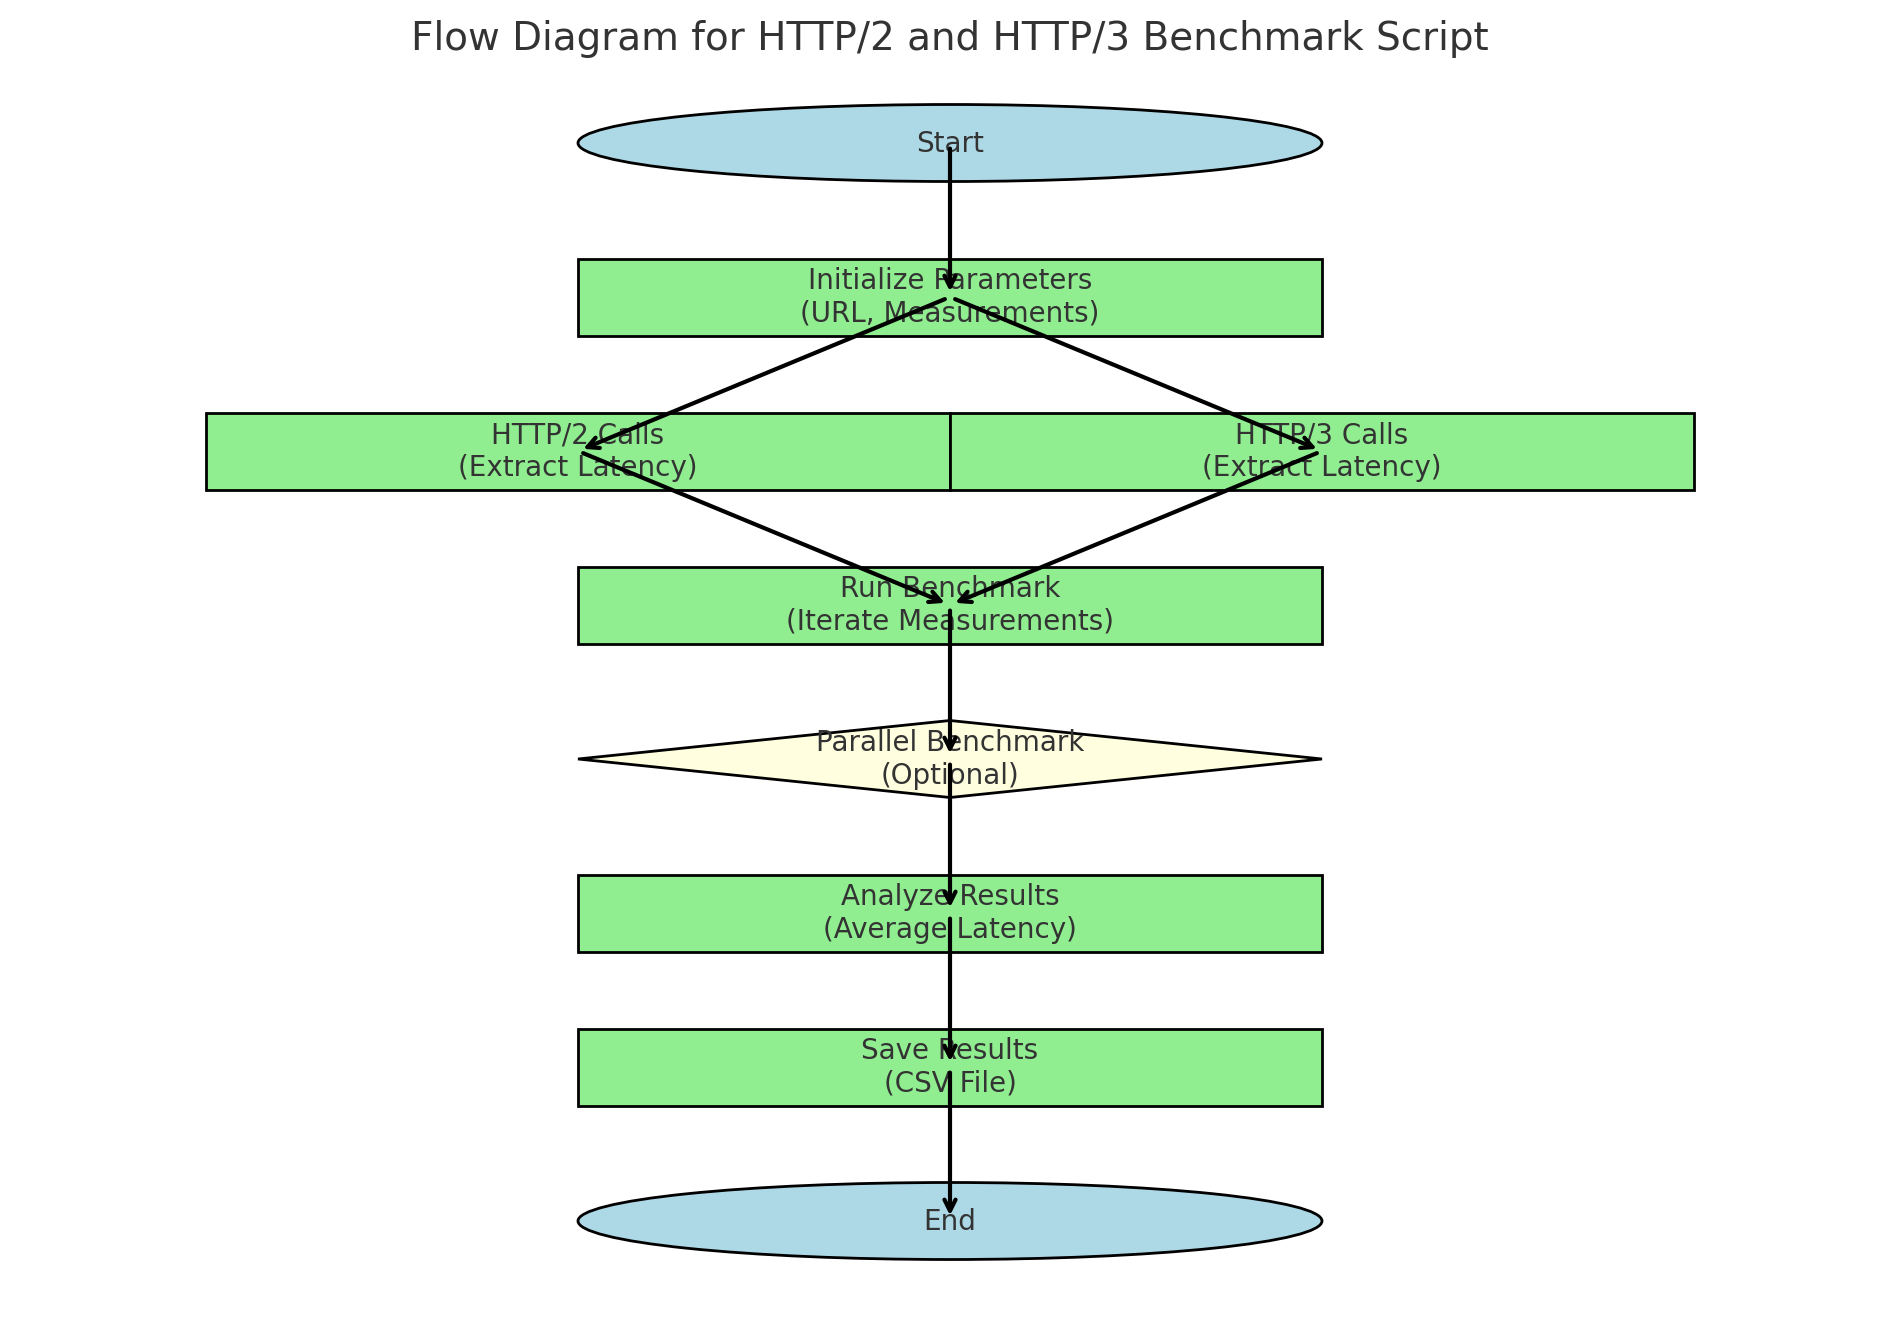 Flow Diagram for HTTP/2 and HTTP/3 Benchmark Script
Start
Initialize Parameters
(URL, Measurements)
HTTP/2 Calls
(Extract Latency)
HTTP/3 Calls
(Extract Latency)
Run Benchmark
(Iterate Measurements)
Parallel Benchmark
(Optional)
Analyze Results
(Average Latency)
Save Results
(CSV File)
End